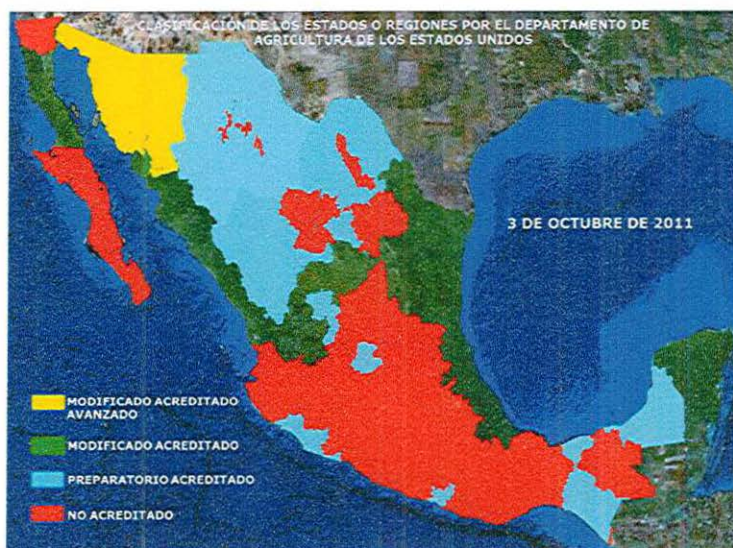 CLASIFICACIÓN DE LOS ESTADOS O REGIONES POR EL DEPARTAMENTO DE
AGRICULTURA DE LOS ESTADOS UNIDOS
3 DE OCTUBRE DE 2011
MODIFICADO ACREDITADO
AVANZADO
MODIFICADO ACREDITADO
PREPARATORIO ACREDITADO
NO ACREDITADO